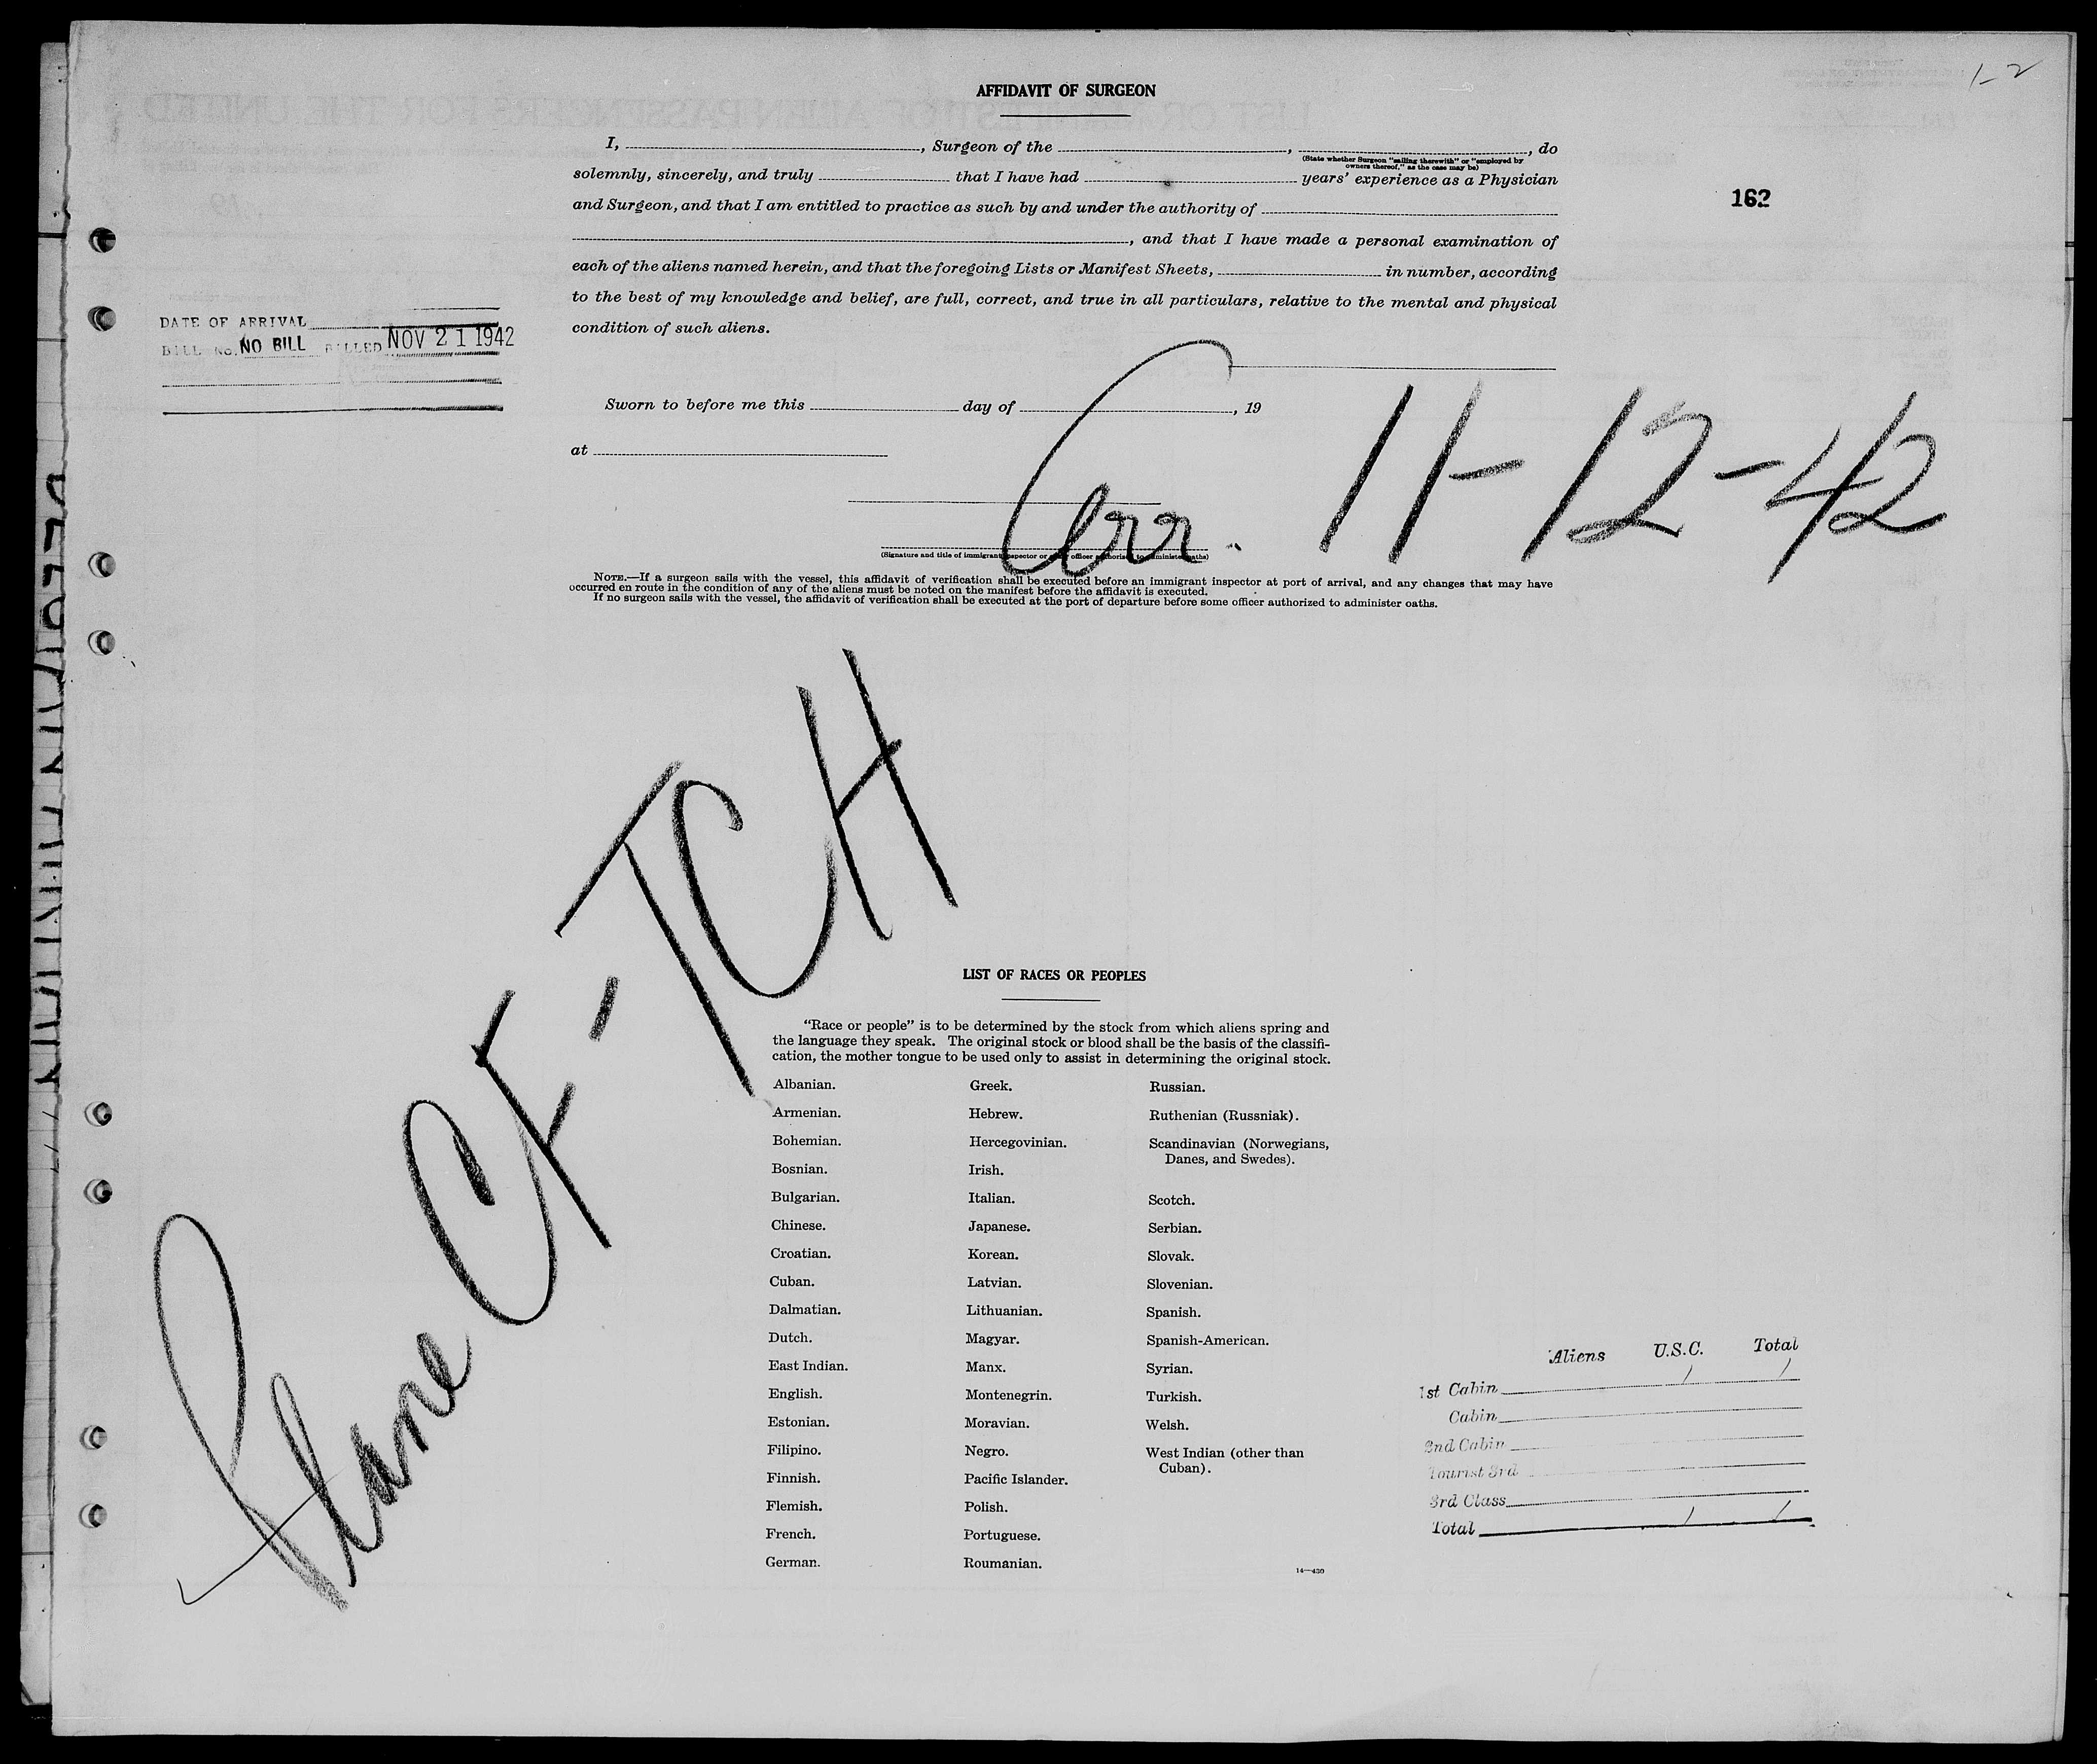 1-2
AFFIDAVIT OF SURGEON
I, , Surgeon of the , , do
(State whether Surgeon "sailing therewith" or "employed by
owners thereof," as the case may be)
solemnly, sincerely, and truly that I have had years' experience as a Physician
162
and Surgeon, and that I am entitled to practice as such by and under the authority of
, and that I have made a personal examination of
each of the aliens named herein, and that the foregoing Lists or Manifest Sheets, in number, according
to the best of my knowledge and belief, are full, correct, and true in all particulars, relative to the mental and physical
condition of such aliens.
DATE OF ARRIVAL
BILL NO. NO BILL BILLED NOV 21 1942
Sworn to before me this day of , 19
at
Arr. 11-12-42
(Signature and title of immigrant inspector or officer authorized to administer oaths)
NOTE.—If a surgeon sails with the vessel, this affidavit of verification shall be executed before an immigrant inspector at port of arrival, and any changes that may have
occurred en route in the condition of any of the aliens must be noted on the manifest before the affidavit is executed.
If no surgeon sails with the vessel, the affidavit of verification shall be executed at the port of departure before some officer authorized to administer oaths.
Plane CF-TCH
LIST OF RACES OR PEOPLES
"Race or people" is to be determined by the stock from which aliens spring and
the language they speak. The original stock or blood shall be the basis of the classifi-
cation, the mother tongue to be used only to assist in determining the original stock.
Albanian.
Armenian.
Bohemian.
Bosnian.
Bulgarian.
Chinese.
Croatian.
Cuban.
Dalmatian.
Dutch.
East Indian.
English.
Estonian.
Filipino.
Finnish.
Flemish.
French.
German.
Greek.
Hebrew.
Hercegovinian.
Irish.
Italian.
Japanese.
Korean.
Latvian.
Lithuanian.
Magyar.
Manx.
Montenegrin.
Moravian.
Negro.
Pacific Islander.
Polish.
Portuguese.
Roumanian.
Russian.
Ruthenian (Russniak).
Scandinavian (Norwegians,
Danes, and Swedes).
Scotch.
Serbian.
Slovak.
Slovenian.
Spanish.
Spanish-American.
Syrian.
Turkish.
Welsh.
West Indian (other than
Cuban).
14—430
Aliens U.S.C. Total
1st Cabin 1 1
Cabin
2nd Cabin
Tourist 3rd
3rd Class
Total 1 1